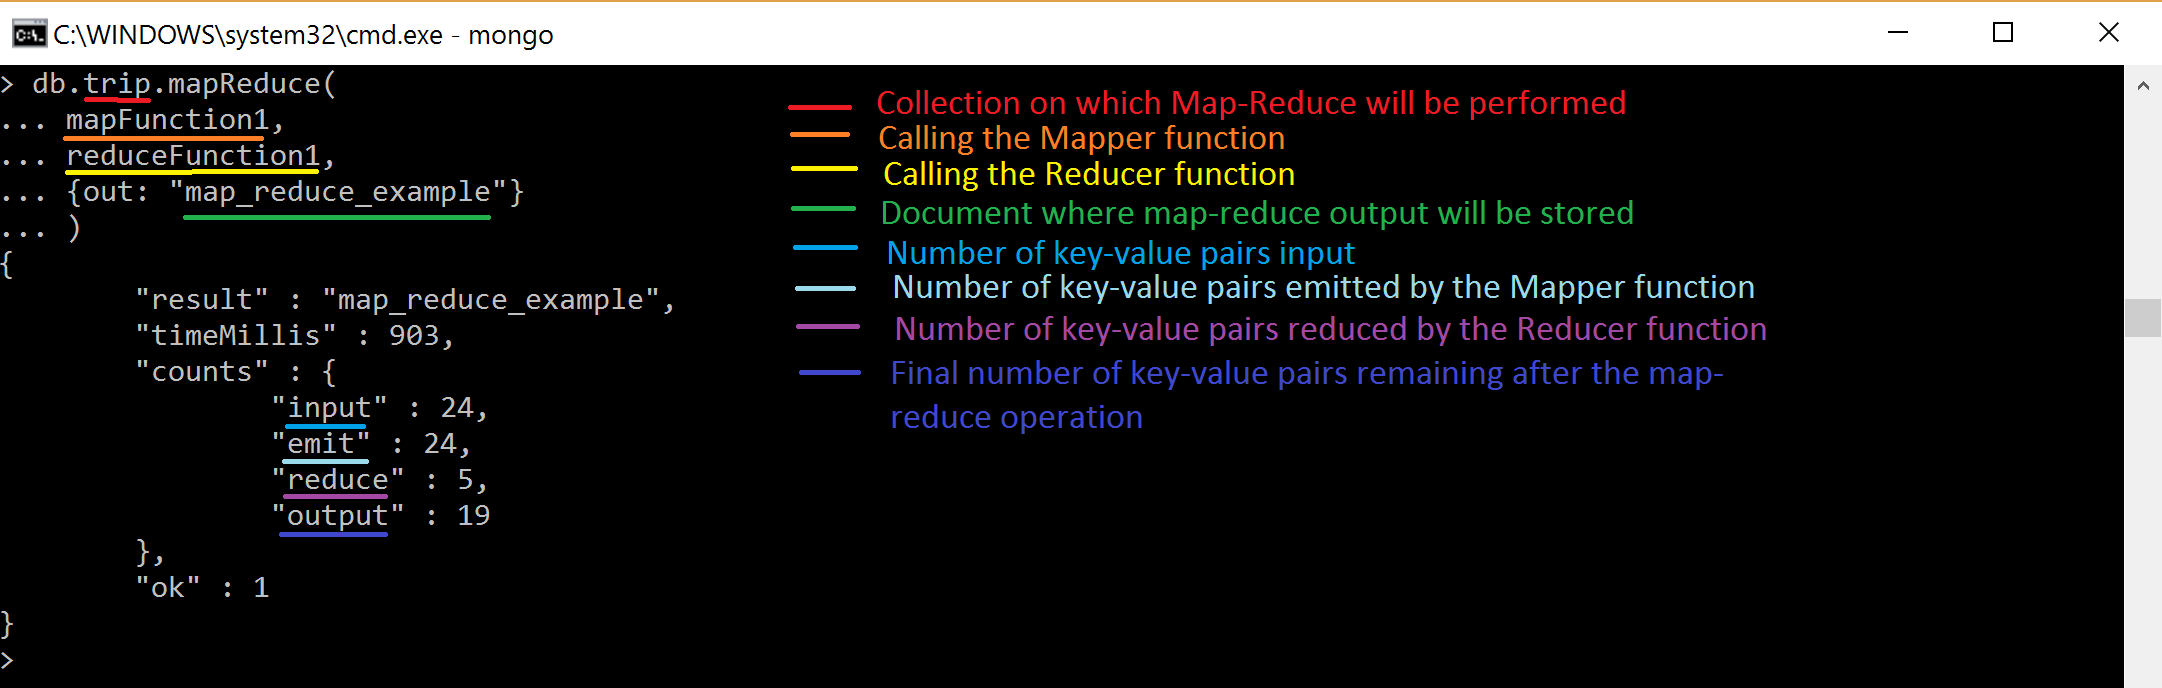 C:\WINDOWS\system32\cmd.exe - mongo
> db.trip.mapReduce(
... mapFunction1,
... reduceFunction1,
... {out: "map_reduce_example"}
... )
{
"result" : "map_reduce_example",
"timeMillis" : 903,
"counts" : {
"input" : 24,
"emit" : 24,
"reduce" : 5,
"output" : 19
},
"ok" : 1
}
>
Collection on which Map-Reduce will be performed
Calling the Mapper function
Calling the Reducer function
Document where map-reduce output will be stored
Number of key-value pairs input
Number of key-value pairs emitted by the Mapper function
Number of key-value pairs reduced by the Reducer function
Final number of key-value pairs remaining after the map-
reduce operation